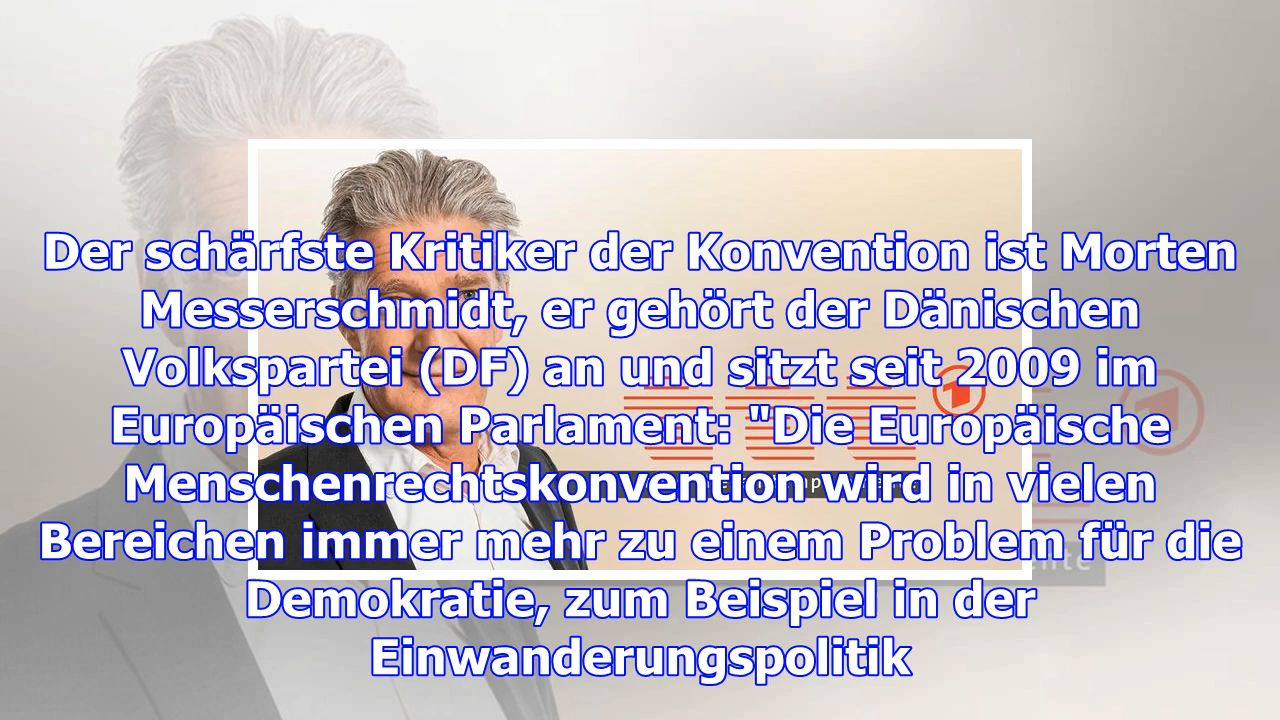 Der schärfste Kritiker der Konvention ist Morten
Messerschmidt, er gehört der Dänischen
Volkspartei (DF) an und sitzt seit 2009 im
Europäischen Parlament: "Die Europäische
Menschenrechtskonvention wird in vielen
Bereichen immer mehr zu einem Problem für die
Demokratie, zum Beispiel in der
Einwanderungspolitik